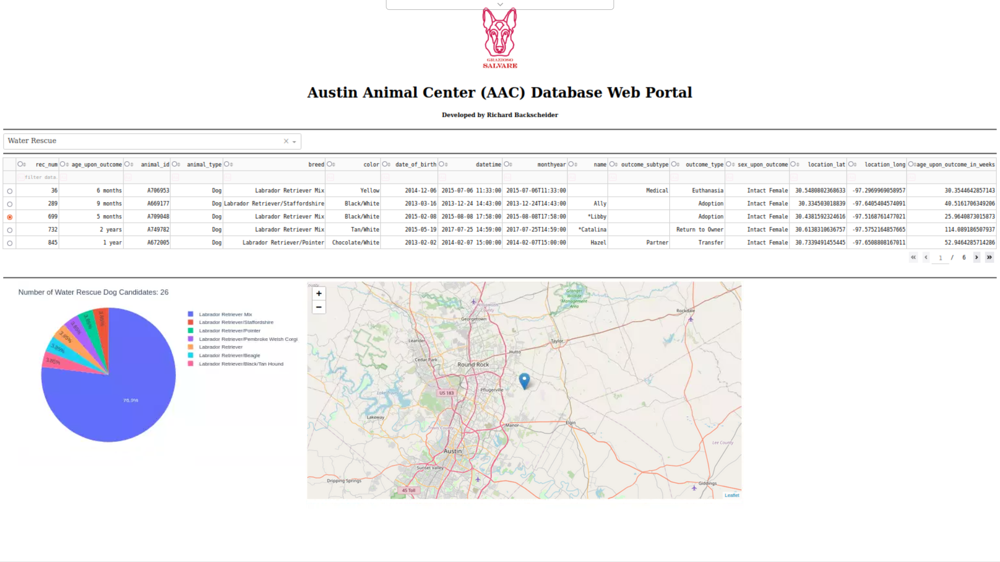 GRAZIOSO
SALVARE
Austin Animal Center (AAC) Database Web Portal
Developed by Richard Backscheider
Water Rescue
rec_num age_upon_outcome animal_id animal_type breed color date_of_birth datetime monthyear name outcome_subtype outcome_type sex_upon_outcome location_lat location_long age_upon_outcome_in_weeks
filter data.
36 6 months A706953 Dog Labrador Retriever Mix Yellow 2014-12-06 2015-07-06 11:33:00 2015-07-06T11:33:00 Medical Euthanasia Intact Female 30.5480802368633 -97.2969969058957 30.3544642857143
289 9 months A669177 Dog Labrador Retriever/Staffordshire Black/White 2013-03-16 2013-12-24 14:43:00 2013-12-24T14:43:00 Ally Adoption Intact Female 30.334503018839 -97.6405404574091 40.5161706349206
699 5 months A709048 Dog Labrador Retriever Mix Black/White 2015-02-08 2015-08-08 17:58:00 2015-08-08T17:58:00 *Libby Adoption Intact Female 30.4381592324616 -97.5168761477021 25.9640873015873
732 2 years A749782 Dog Labrador Retriever Mix Tan/White 2015-05-19 2017-07-25 14:59:00 2017-07-25T14:59:00 *Catalina Return to Owner Intact Female 30.6138310636757 -97.5752164857665 114.089186507937
845 1 year A672005 Dog Labrador Retriever/Pointer Chocolate/White 2013-02-02 2014-02-07 15:00:00 2014-02-07T15:00:00 Hazel Partner Transfer Intact Female 30.7339491455445 -97.6508808167011 52.9464285714286
1 / 6
Number of Water Rescue Dog Candidates: 26
3.85%
3.85%
3.85%
3.85%
3.85%
3.85%
76.9%
Labrador Retriever Mix
Labrador Retriever/Staffordshire
Labrador Retriever/Pointer
Labrador Retriever/Pembroke Welsh Corgi
Labrador Retriever
Labrador Retriever/Beagle
Labrador Retriever/Black/Tan Hound
+
−
ounty
Granger
Wildlife
Management
Area
Williamson
County
Rockdale
Georgetown
Leander
Taylor
Hutto
Cedar Park
Round Rock
Pflugerville
US 183
Lake Travis
Lakeway
Travis County
Manor
Elgin
Lee County
Austin
Sunset Valley
Dripping Springs
Giddings
45 Toll
Leaflet